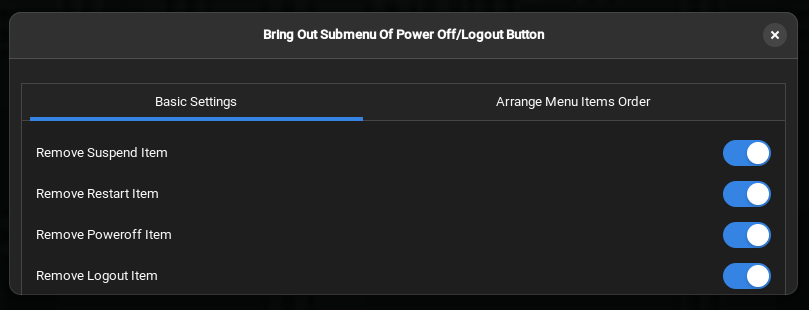 Bring Out Submenu Of Power Off/Logout Button
Basic Settings
Arrange Menu Items Order
Remove Suspend Item
Remove Restart Item
Remove Poweroff Item
Remove Logout Item